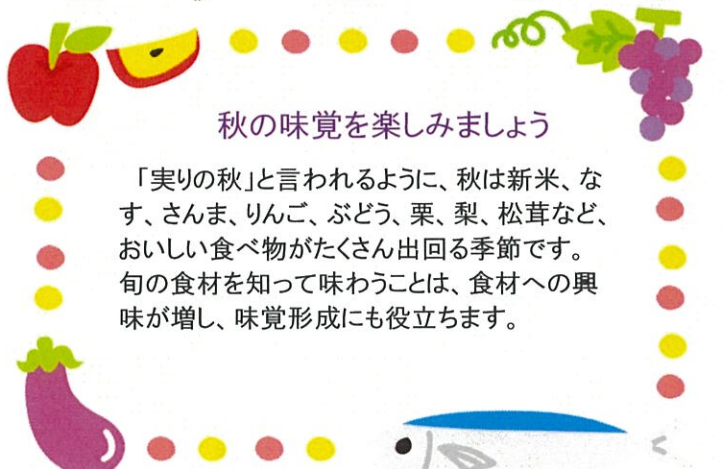 秋の味覚を楽しみましょう
「実りの秋」と言われるように、秋は新米、な
す、さんま、りんご、ぶどう、栗、梨、松茸など、
おいしい食べ物がたくさん出回る季節です。
旬の食材を知って味わうことは、食材への興
味が増し、味覚形成にも役立ちます。